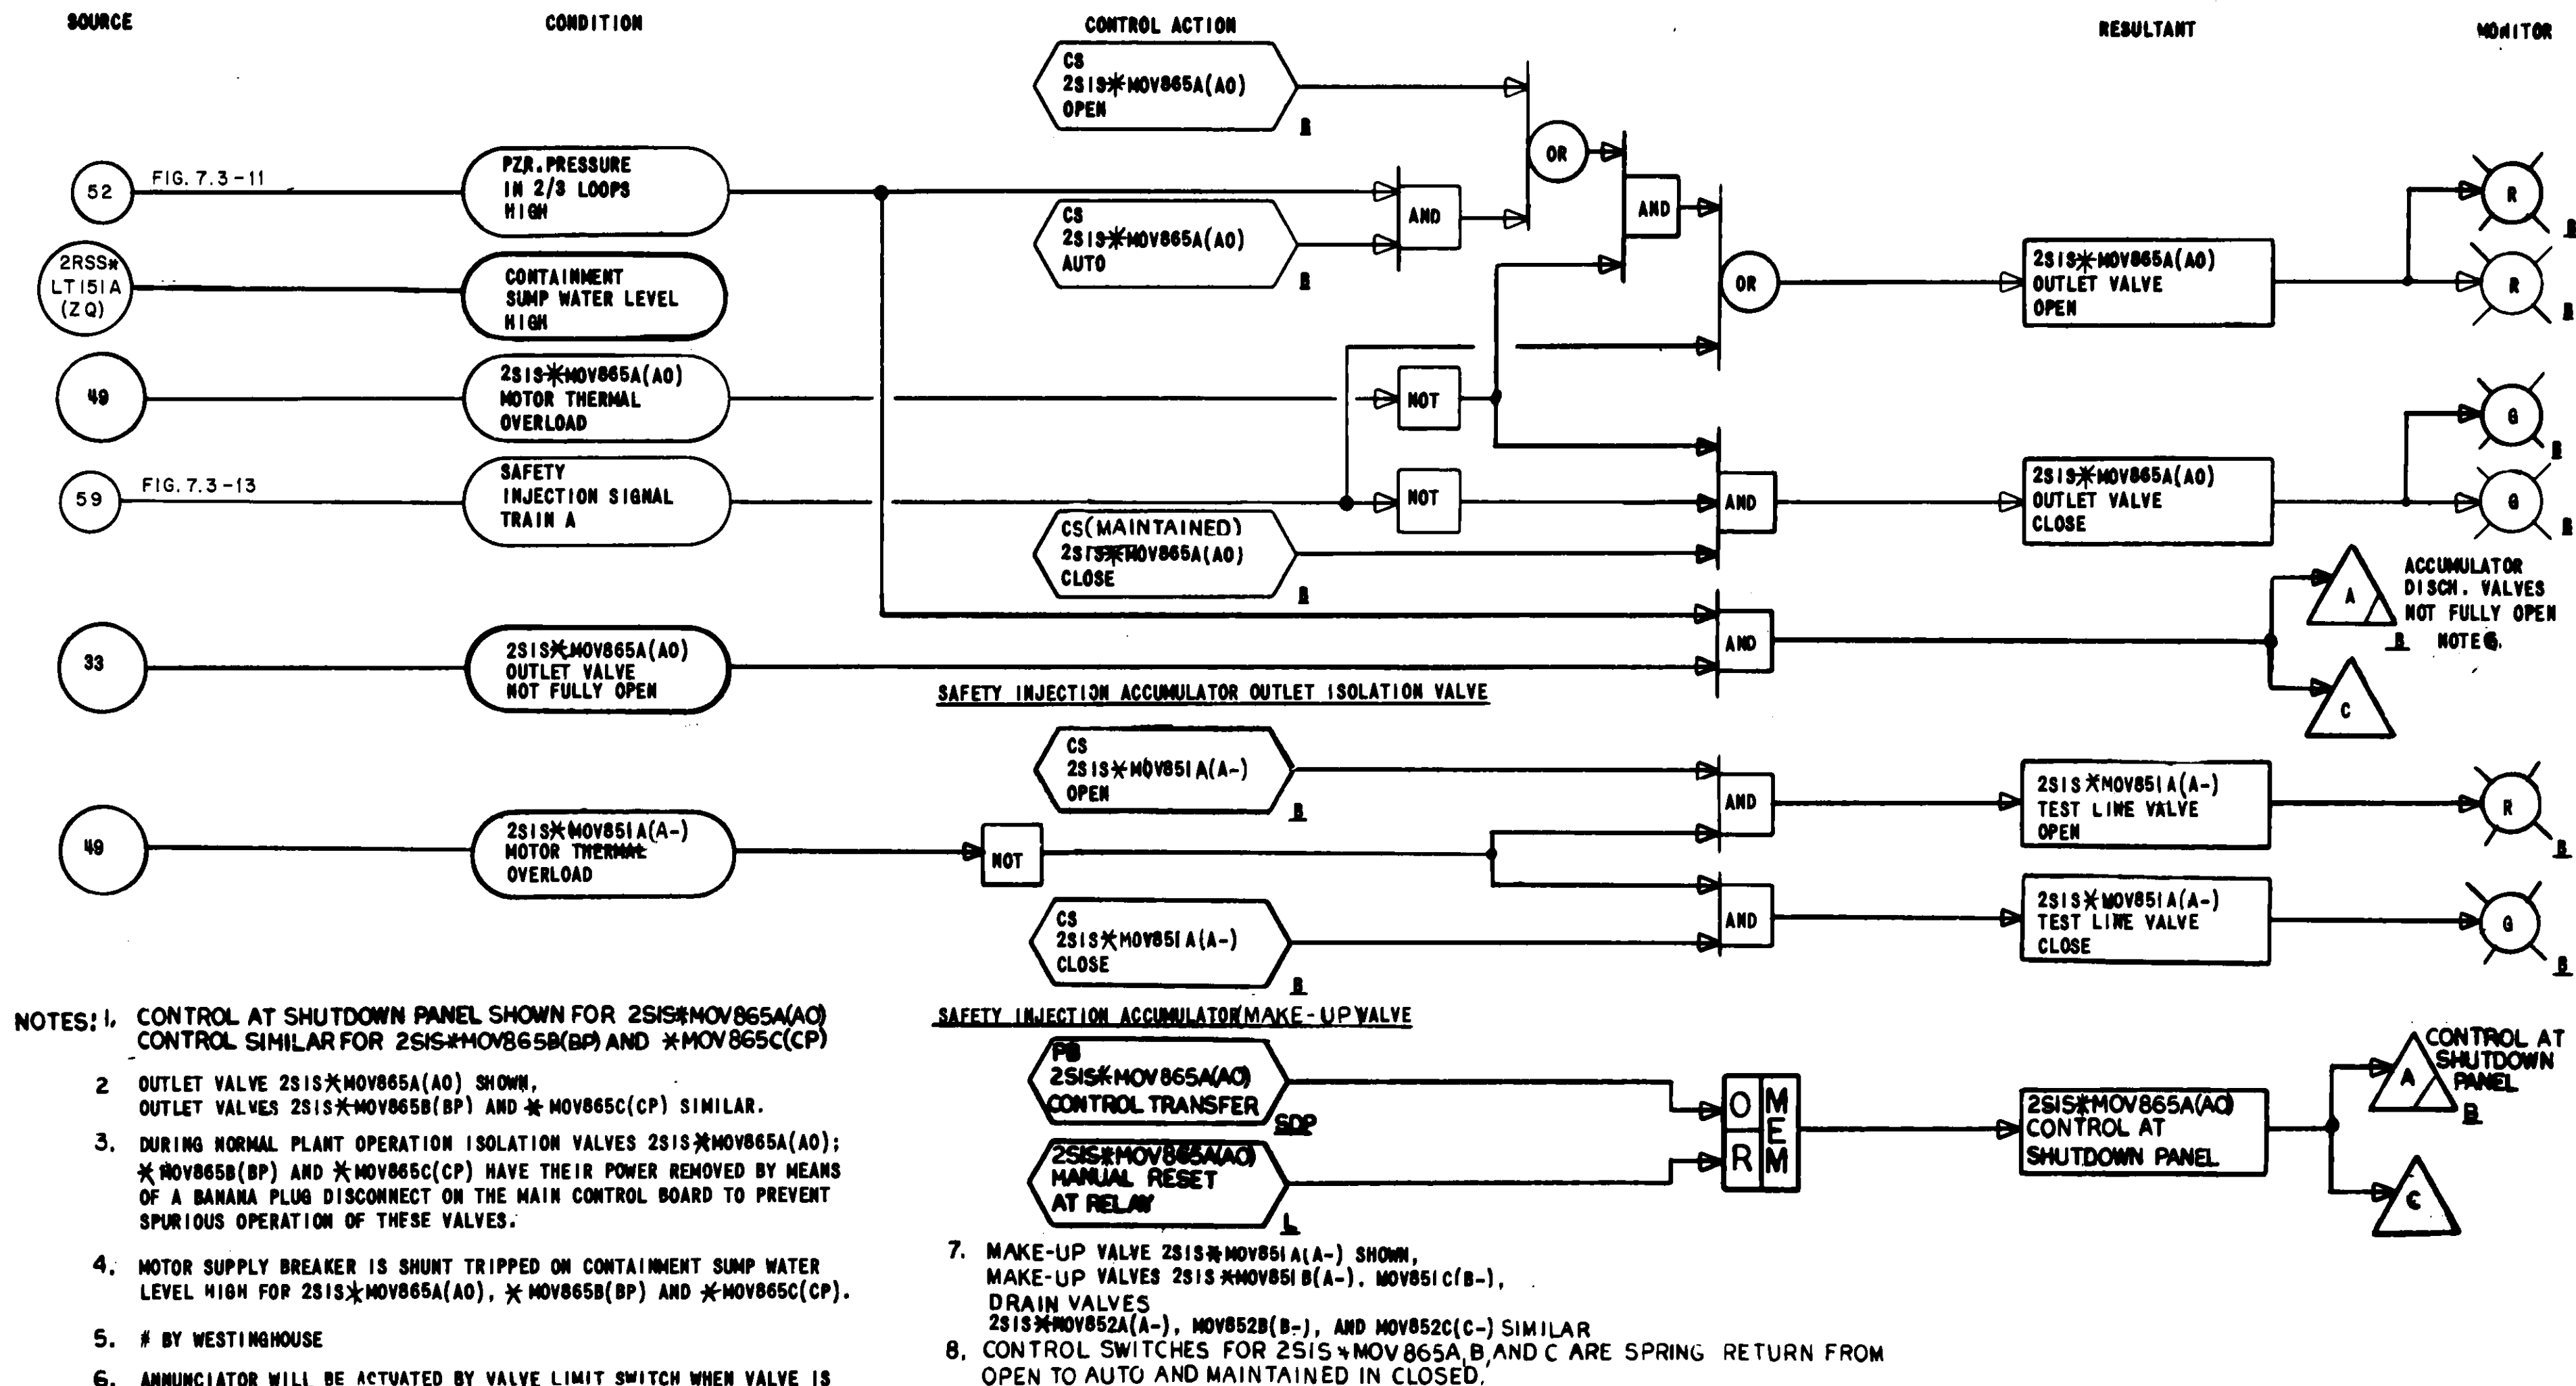 SOURCE
CONDITION
CONTROL ACTION
RESULTANT
MONITOR
CS
2SIS*MOV865A(AO)
OPEN
B
52
FIG. 7.3-11
PZR.PRESSURE
IN 2/3 LOOPS
HIGH
CS
2SIS*MOV865A(AO)
AUTO
B
AND
OR
AND
OR
2RSS*
LT151A
(ZQ)
CONTAINMENT
SUMP WATER LEVEL
HIGH
2SIS*MOV865A(AO)
OUTLET VALVE
OPEN
R
B
R
B
49
2SIS*MOV865A(AO)
MOTOR THERMAL
OVERLOAD
NOT
59
FIG. 7.3-13
SAFETY
INJECTION SIGNAL
TRAIN A
NOT
CS(MAINTAINED)
2SIS*MOV865A(AO)
CLOSE
B
AND
2SIS*MOV865A(AO)
OUTLET VALVE
CLOSE
G
B
G
B
33
2SIS*MOV865A(AO)
OUTLET VALVE
NOT FULLY OPEN
AND
A
ACCUMULATOR
DISCH. VALVES
NOT FULLY OPEN
B NOTE 6.
C
SAFETY INJECTION ACCUMULATOR OUTLET ISOLATION VALVE
CS
2SIS*MOV851A(A-)
OPEN
B
AND
2SIS*MOV851A(A-)
TEST LINE VALVE
OPEN
R
B
49
2SIS*MOV851A(A-)
MOTOR THERMAL
OVERLOAD
NOT
CS
2SIS*MOV851A(A-)
CLOSE
B
AND
2SIS*MOV851A(A-)
TEST LINE VALVE
CLOSE
G
B
SAFETY INJECTION ACCUMULATOR(MAKE-UP)VALVE
PB
2SIS*MOV865A(AO)
CONTROL TRANSFER
SDP
2SIS*MOV865A(AO)
MANUAL RESET
AT RELAY
L
O
R
MEM
2SIS*MOV865A(AO)
CONTROL AT
SHUTDOWN PANEL
A
CONTROL AT
SHUTDOWN
PANEL
B
C
NOTES: 1. CONTROL AT SHUTDOWN PANEL SHOWN FOR 2SIS*MOV865A(AO)
CONTROL SIMILAR FOR 2SIS*MOV865B(BP) AND *MOV865C(CP)
2 OUTLET VALVE 2SIS*MOV865A(AO) SHOWN,
OUTLET VALVES 2SIS*MOV865B(BP) AND *MOV865C(CP) SIMILAR.
3. DURING NORMAL PLANT OPERATION ISOLATION VALVES 2SIS*MOV865A(AO);
*MOV865B(BP) AND *MOV865C(CP) HAVE THEIR POWER REMOVED BY MEANS
OF A BANANA PLUG DISCONNECT ON THE MAIN CONTROL BOARD TO PREVENT
SPURIOUS OPERATION OF THESE VALVES.
4. MOTOR SUPPLY BREAKER IS SHUNT TRIPPED ON CONTAINMENT SUMP WATER
LEVEL HIGH FOR 2SIS*MOV865A(AO), *MOV865B(BP) AND *MOV865C(CP).
5. # BY WESTINGHOUSE
6. ANNUNCIATOR WILL BE ACTUATED BY VALVE LIMIT SWITCH WHEN VALVE IS
7. MAKE-UP VALVE 2SIS*MOV851A(A-) SHOWN,
MAKE-UP VALVES 2SIS*MOV851B(A-). MOV851C(B-),
DRAIN VALVES
2SIS*MOV852A(A-), MOV852B(B-), AND MOV852C(C-) SIMILAR
8. CONTROL SWITCHES FOR 2SIS*MOV865A,B,AND C ARE SPRING RETURN FROM
OPEN TO AUTO AND MAINTAINED IN CLOSED.